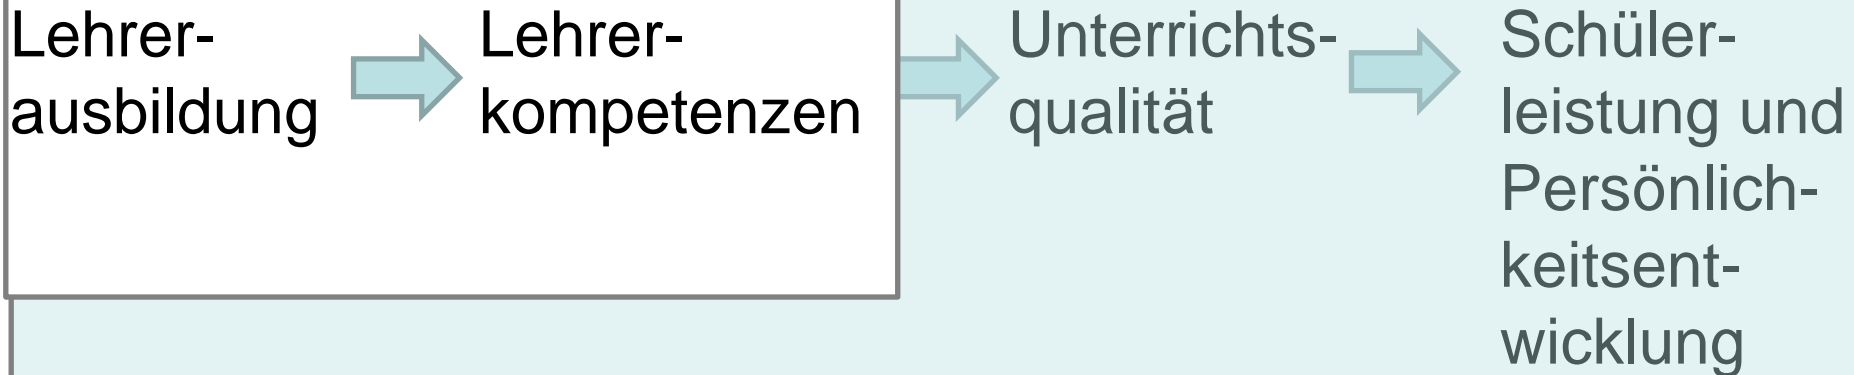 Lehrer-
ausbildung
Lehrer-
kompetenzen
Unterrichts-
qualität
Schüler-
leistung und
Persönlich-
keitsent-
wicklung